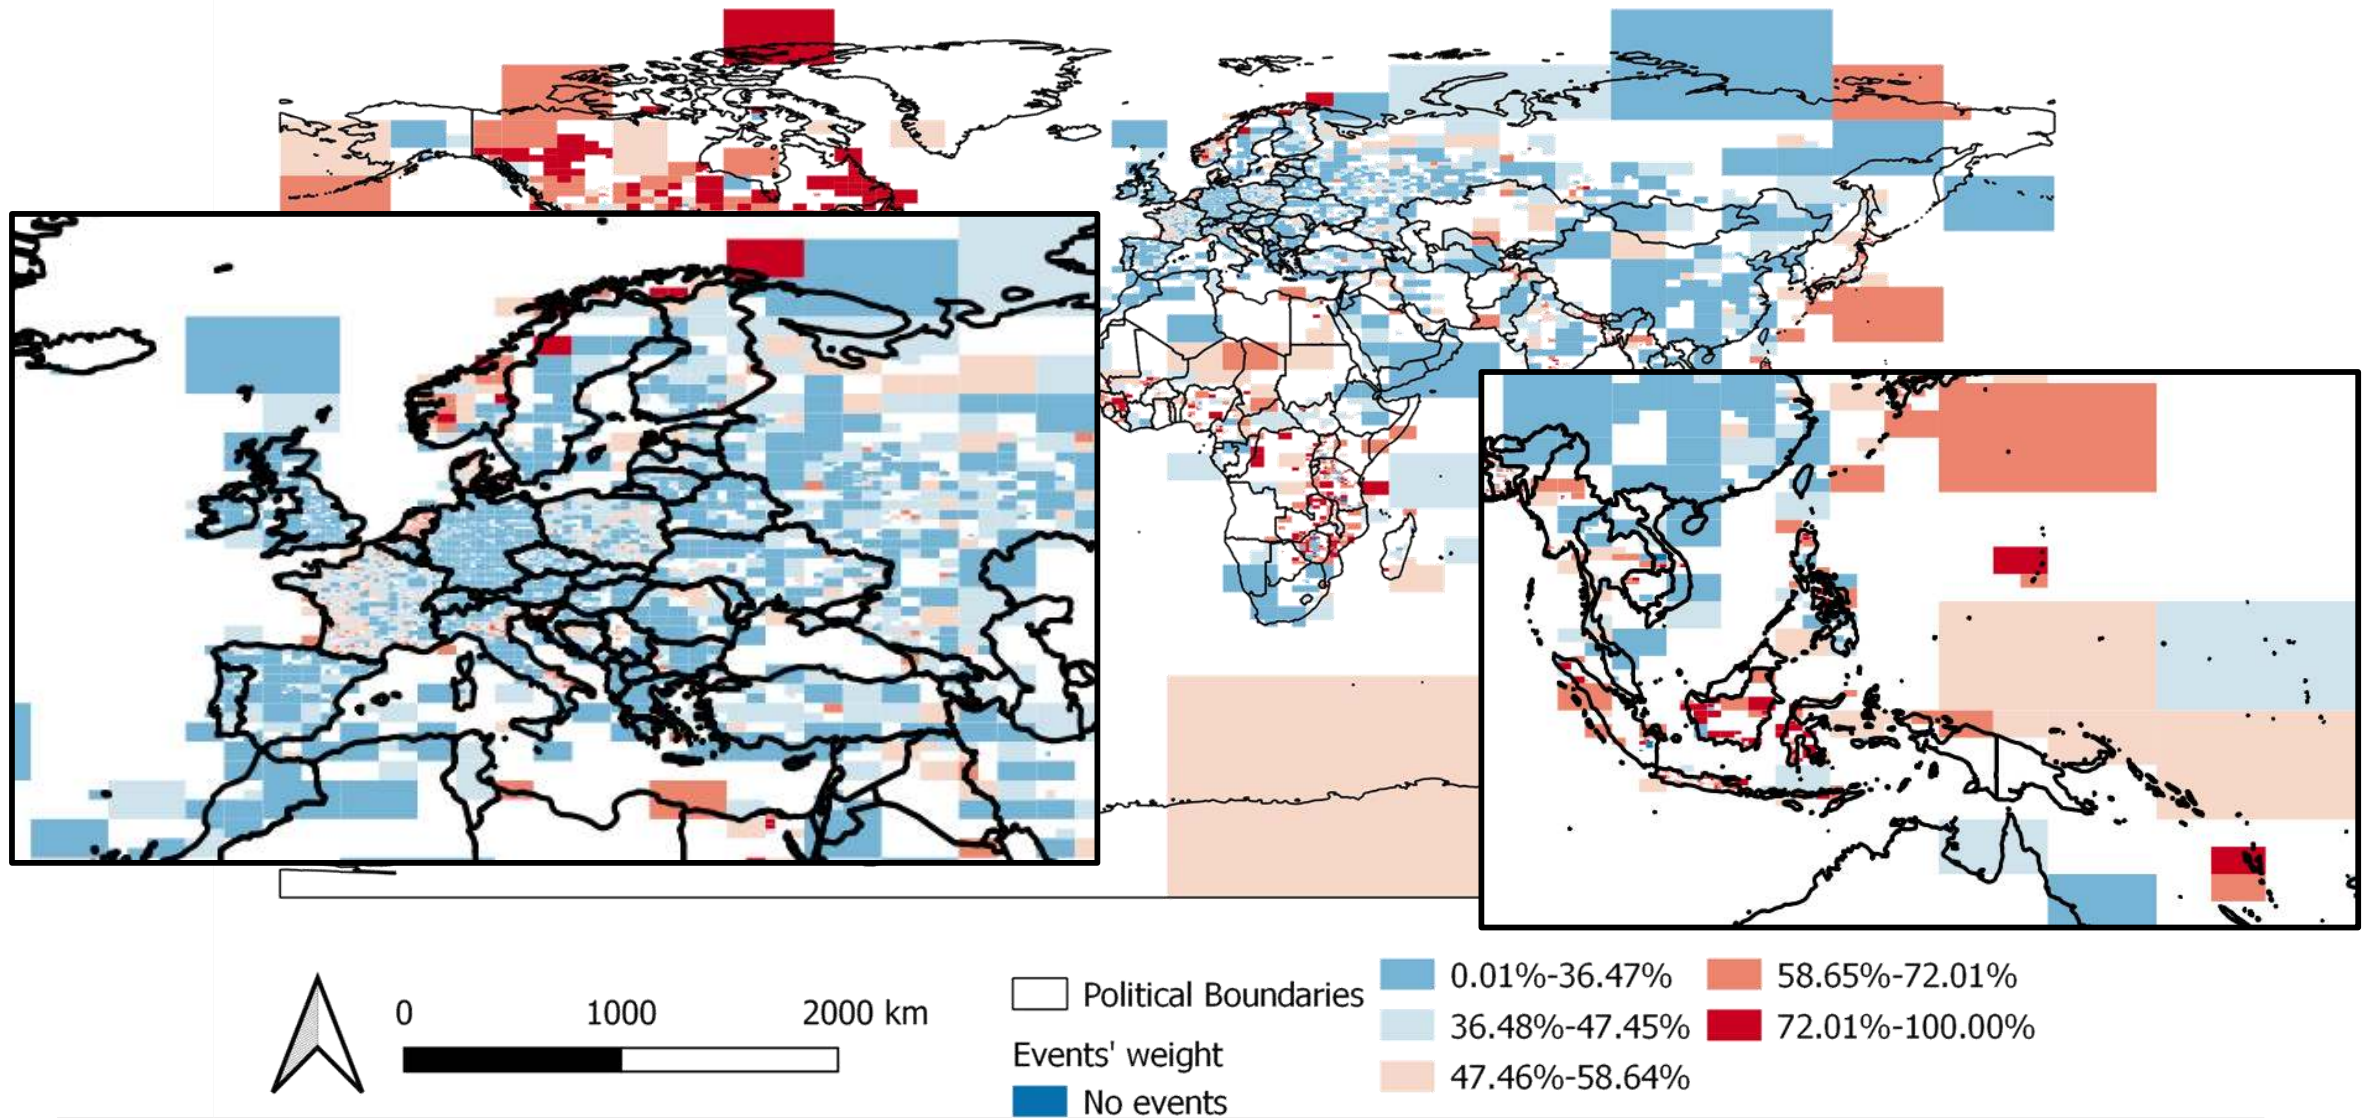 0 1000 2000 km
Political Boundaries
Events' weight
No events
0.01%-36.47%
36.48%-47.45%
47.46%-58.64%
58.65%-72.01%
72.01%-100.00%